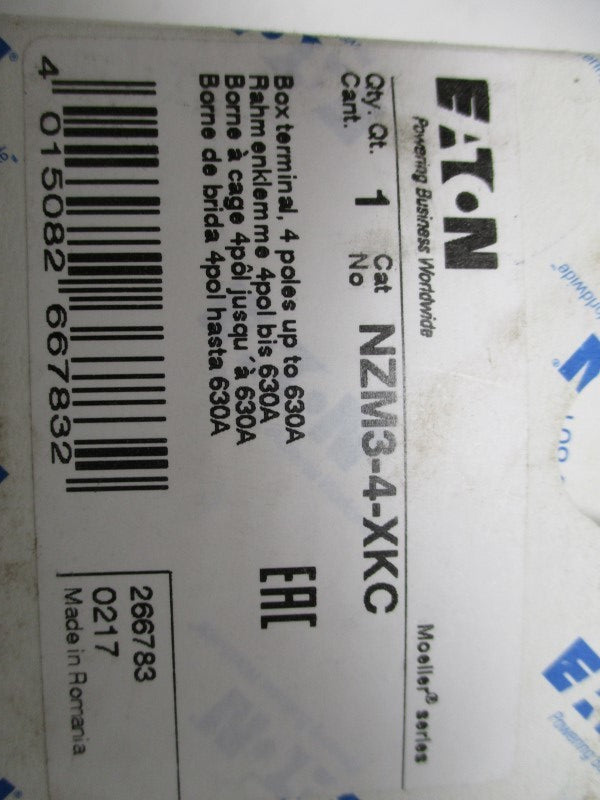 EATON
Powering Business Worldwide
Moeller® series
Qty. Qt. Cant. 1 Cat No NZM3-4-XKC
Box terminal, 4 poles up to 630A
Rahmenklemme 4pol bis 630A
Borne à cage 4pôl jusqu´à 630A
Borne de brida 4pol hasta 630A
EAC
4 015082 667832
266783
0217
Made in Romania